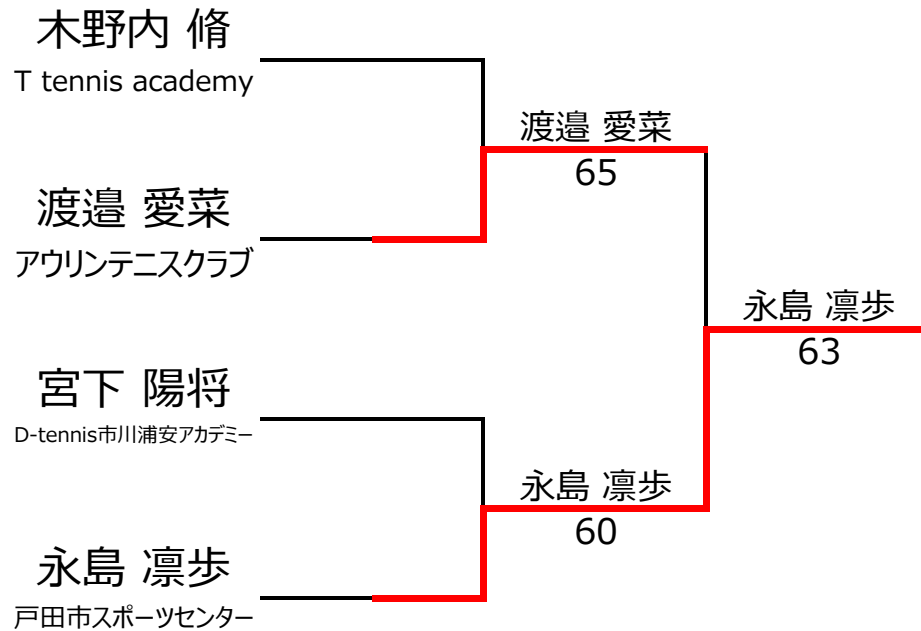 木野内 脩
T tennis academy
渡邉 愛菜
65
渡邉 愛菜
アウリンテニスクラブ
永島 凛歩
63
宮下 陽将
D-tennis市川浦安アカデミー
永島 凛歩
60
永島 凛歩
戸田市スポーツセンター